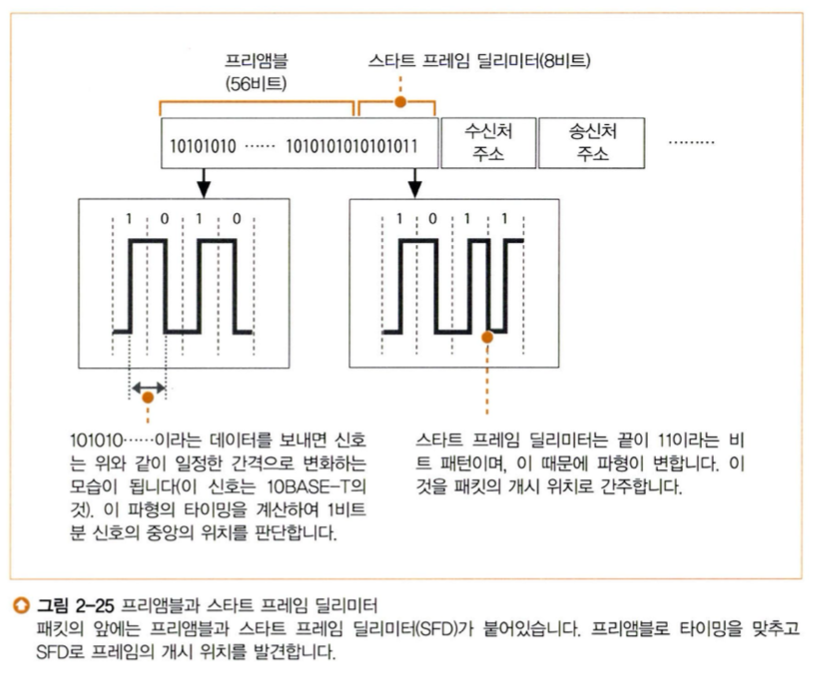 프리앰블
(56비트)
스타트 프레임 딜리미터(8비트)
10101010 …… 1010101010101011
수신처
주소
송신처
주소
………
1 0 1 0
1 0 1 1
101010……이라는 데이터를 보내면 신호
는 위와 같이 일정한 간격으로 변화하는
모습이 됩니다(이 신호는 10BASE-T의
것). 이 파형의 타이밍을 계산하여 1비트
분 신호의 중앙의 위치를 판단합니다.
스타트 프레임 딜리미터는 끝이 11이라는 비
트 패턴이며, 이 때문에 파형이 변합니다. 이
것을 패킷의 개시 위치로 간주합니다.
그림 2-25 프리앰블과 스타트 프레임 딜리미터
패킷의 앞에는 프리앰블과 스타트 프레임 딜리미터(SFD)가 붙어있습니다. 프리앰블로 타이밍을 맞추고
SFD로 프레임의 개시 위치를 발견합니다.